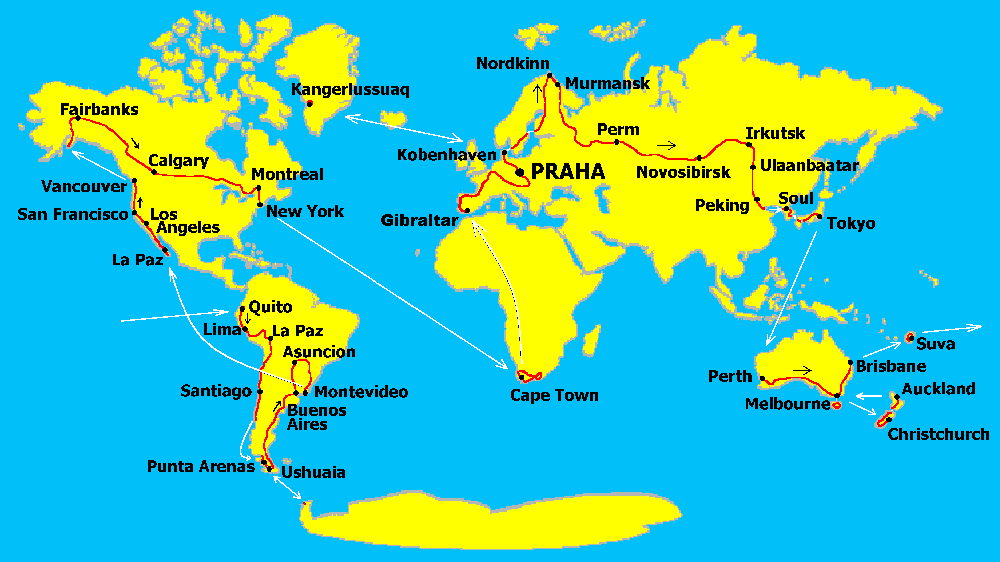 Nordkinn
Murmansk
Kangerlussuaq
Fairbanks
Perm
Irkutsk
Kobenhaven
Calgary
PRAHA
Ulaanbaatar
Montreal
Novosibirsk
Vancouver
Soul
Peking
New York
San Francisco
Los
Angeles
Gibraltar
Tokyo
La Paz
Quito
Lima
La Paz
Suva
Asuncion
Brisbane
Perth
Auckland
Santiago
Montevideo
Cape Town
Melbourne
Buenos
Aires
Christchurch
Punta Arenas
Ushuaia